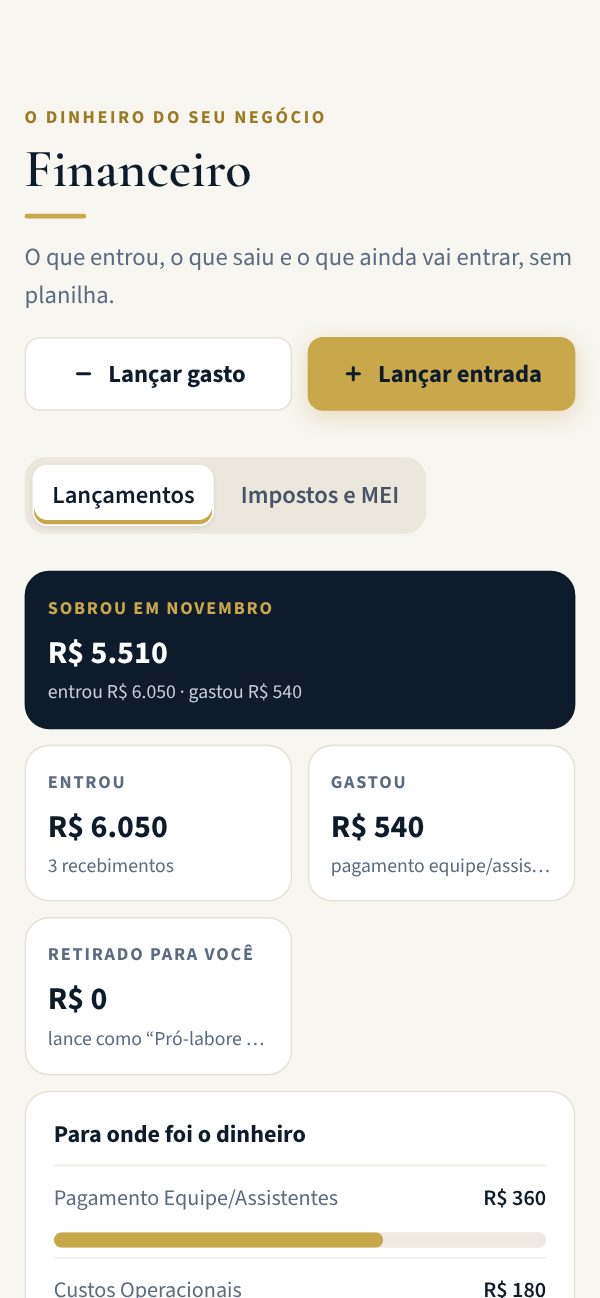 O DINHEIRO DO SEU NEGÓCIO
Financeiro
O que entrou, o que saiu e o que ainda vai entrar, sem
planilha.
− Lançar gasto
+ Lançar entrada
Lançamentos
Impostos e MEI
SOBROU EM NOVEMBRO
R$ 5.510
entrou R$ 6.050 · gastou R$ 540
ENTROU
R$ 6.050
3 recebimentos
GASTOU
R$ 540
pagamento equipe/assis…
RETIRADO PARA VOCÊ
R$ 0
lance como “Pró-labore …
Para onde foi o dinheiro
Pagamento Equipe/Assistentes R$ 360
Custos Operacionais R$ 180